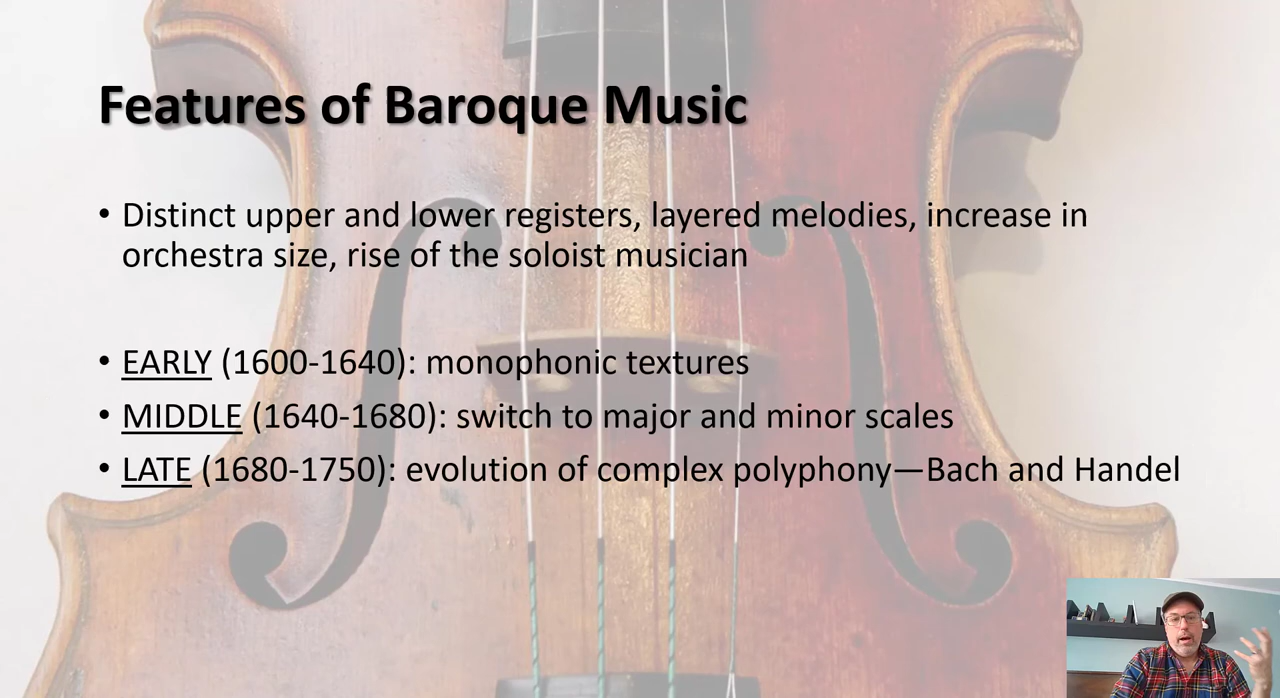 Features of Baroque Music
• Distinct upper and lower registers, layered melodies, increase in
orchestra size, rise of the soloist musician
• EARLY (1600-1640): monophonic textures
• MIDDLE (1640-1680): switch to major and minor scales
• LATE (1680-1750): evolution of complex polyphony—Bach and Handel